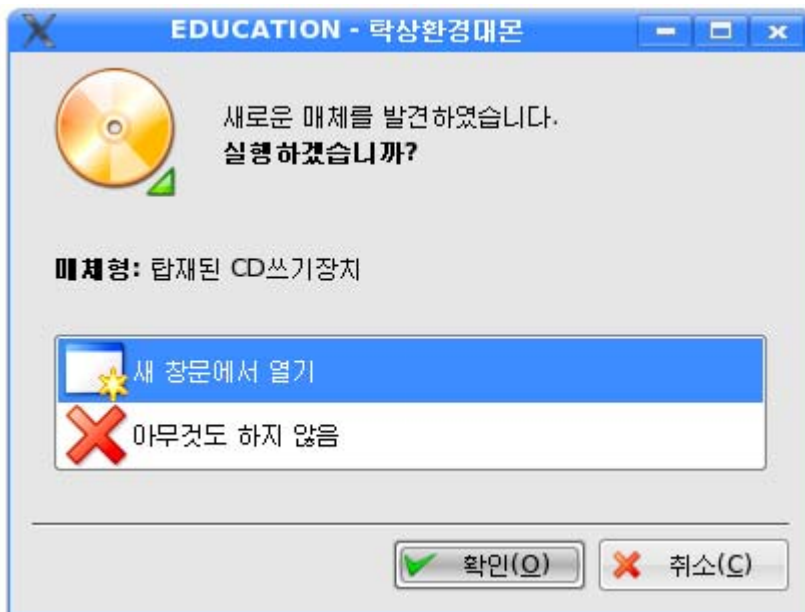 EDUCATION - 탁상환경대몬
새로운 매체를 발견하였습니다.
실행하겠습니까?
매체형: 탑재된 CD쓰기장치
새 창문에서 열기
아무것도 하지 않음
확인(O)
취소(C)